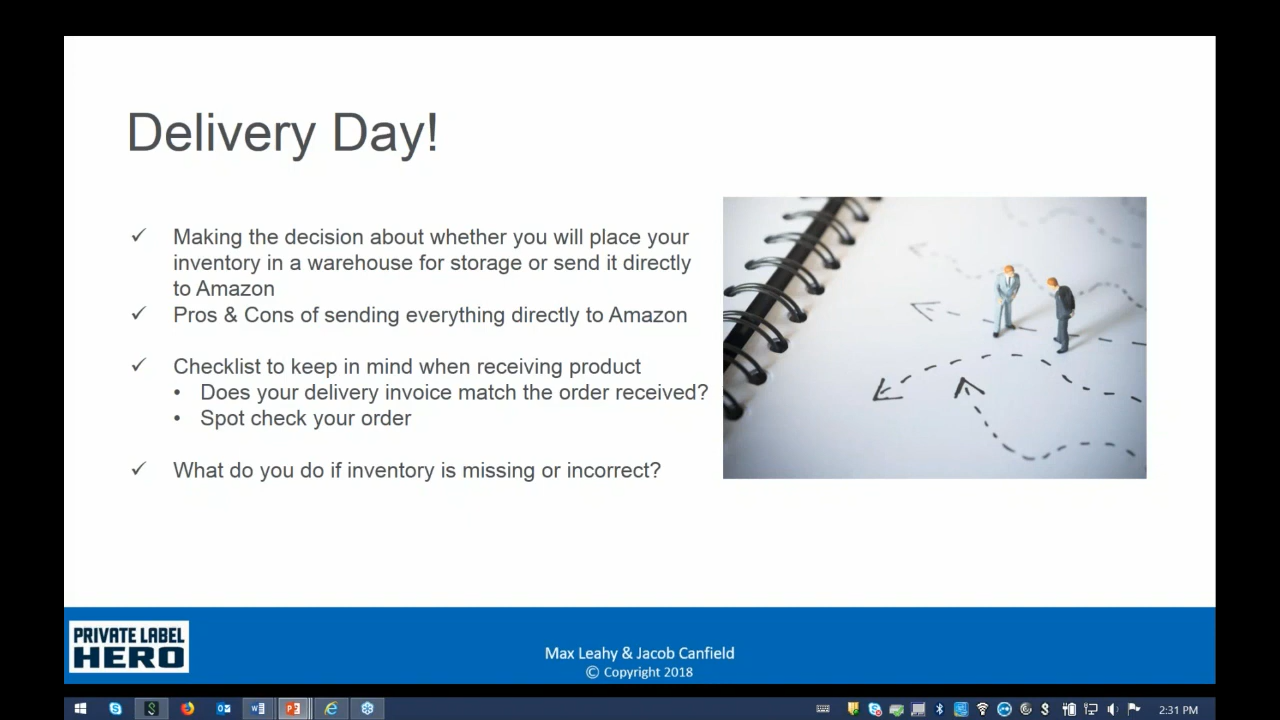 Delivery Day!
✓ Making the decision about whether you will place your
inventory in a warehouse for storage or send it directly
to Amazon
✓ Pros & Cons of sending everything directly to Amazon
✓ Checklist to keep in mind when receiving product
• Does your delivery invoice match the order received?
• Spot check your order
✓ What do you do if inventory is missing or incorrect?
PRIVATE LABEL
HERO
Max Leahy & Jacob Canfield
© Copyright 2018
2:31 PM